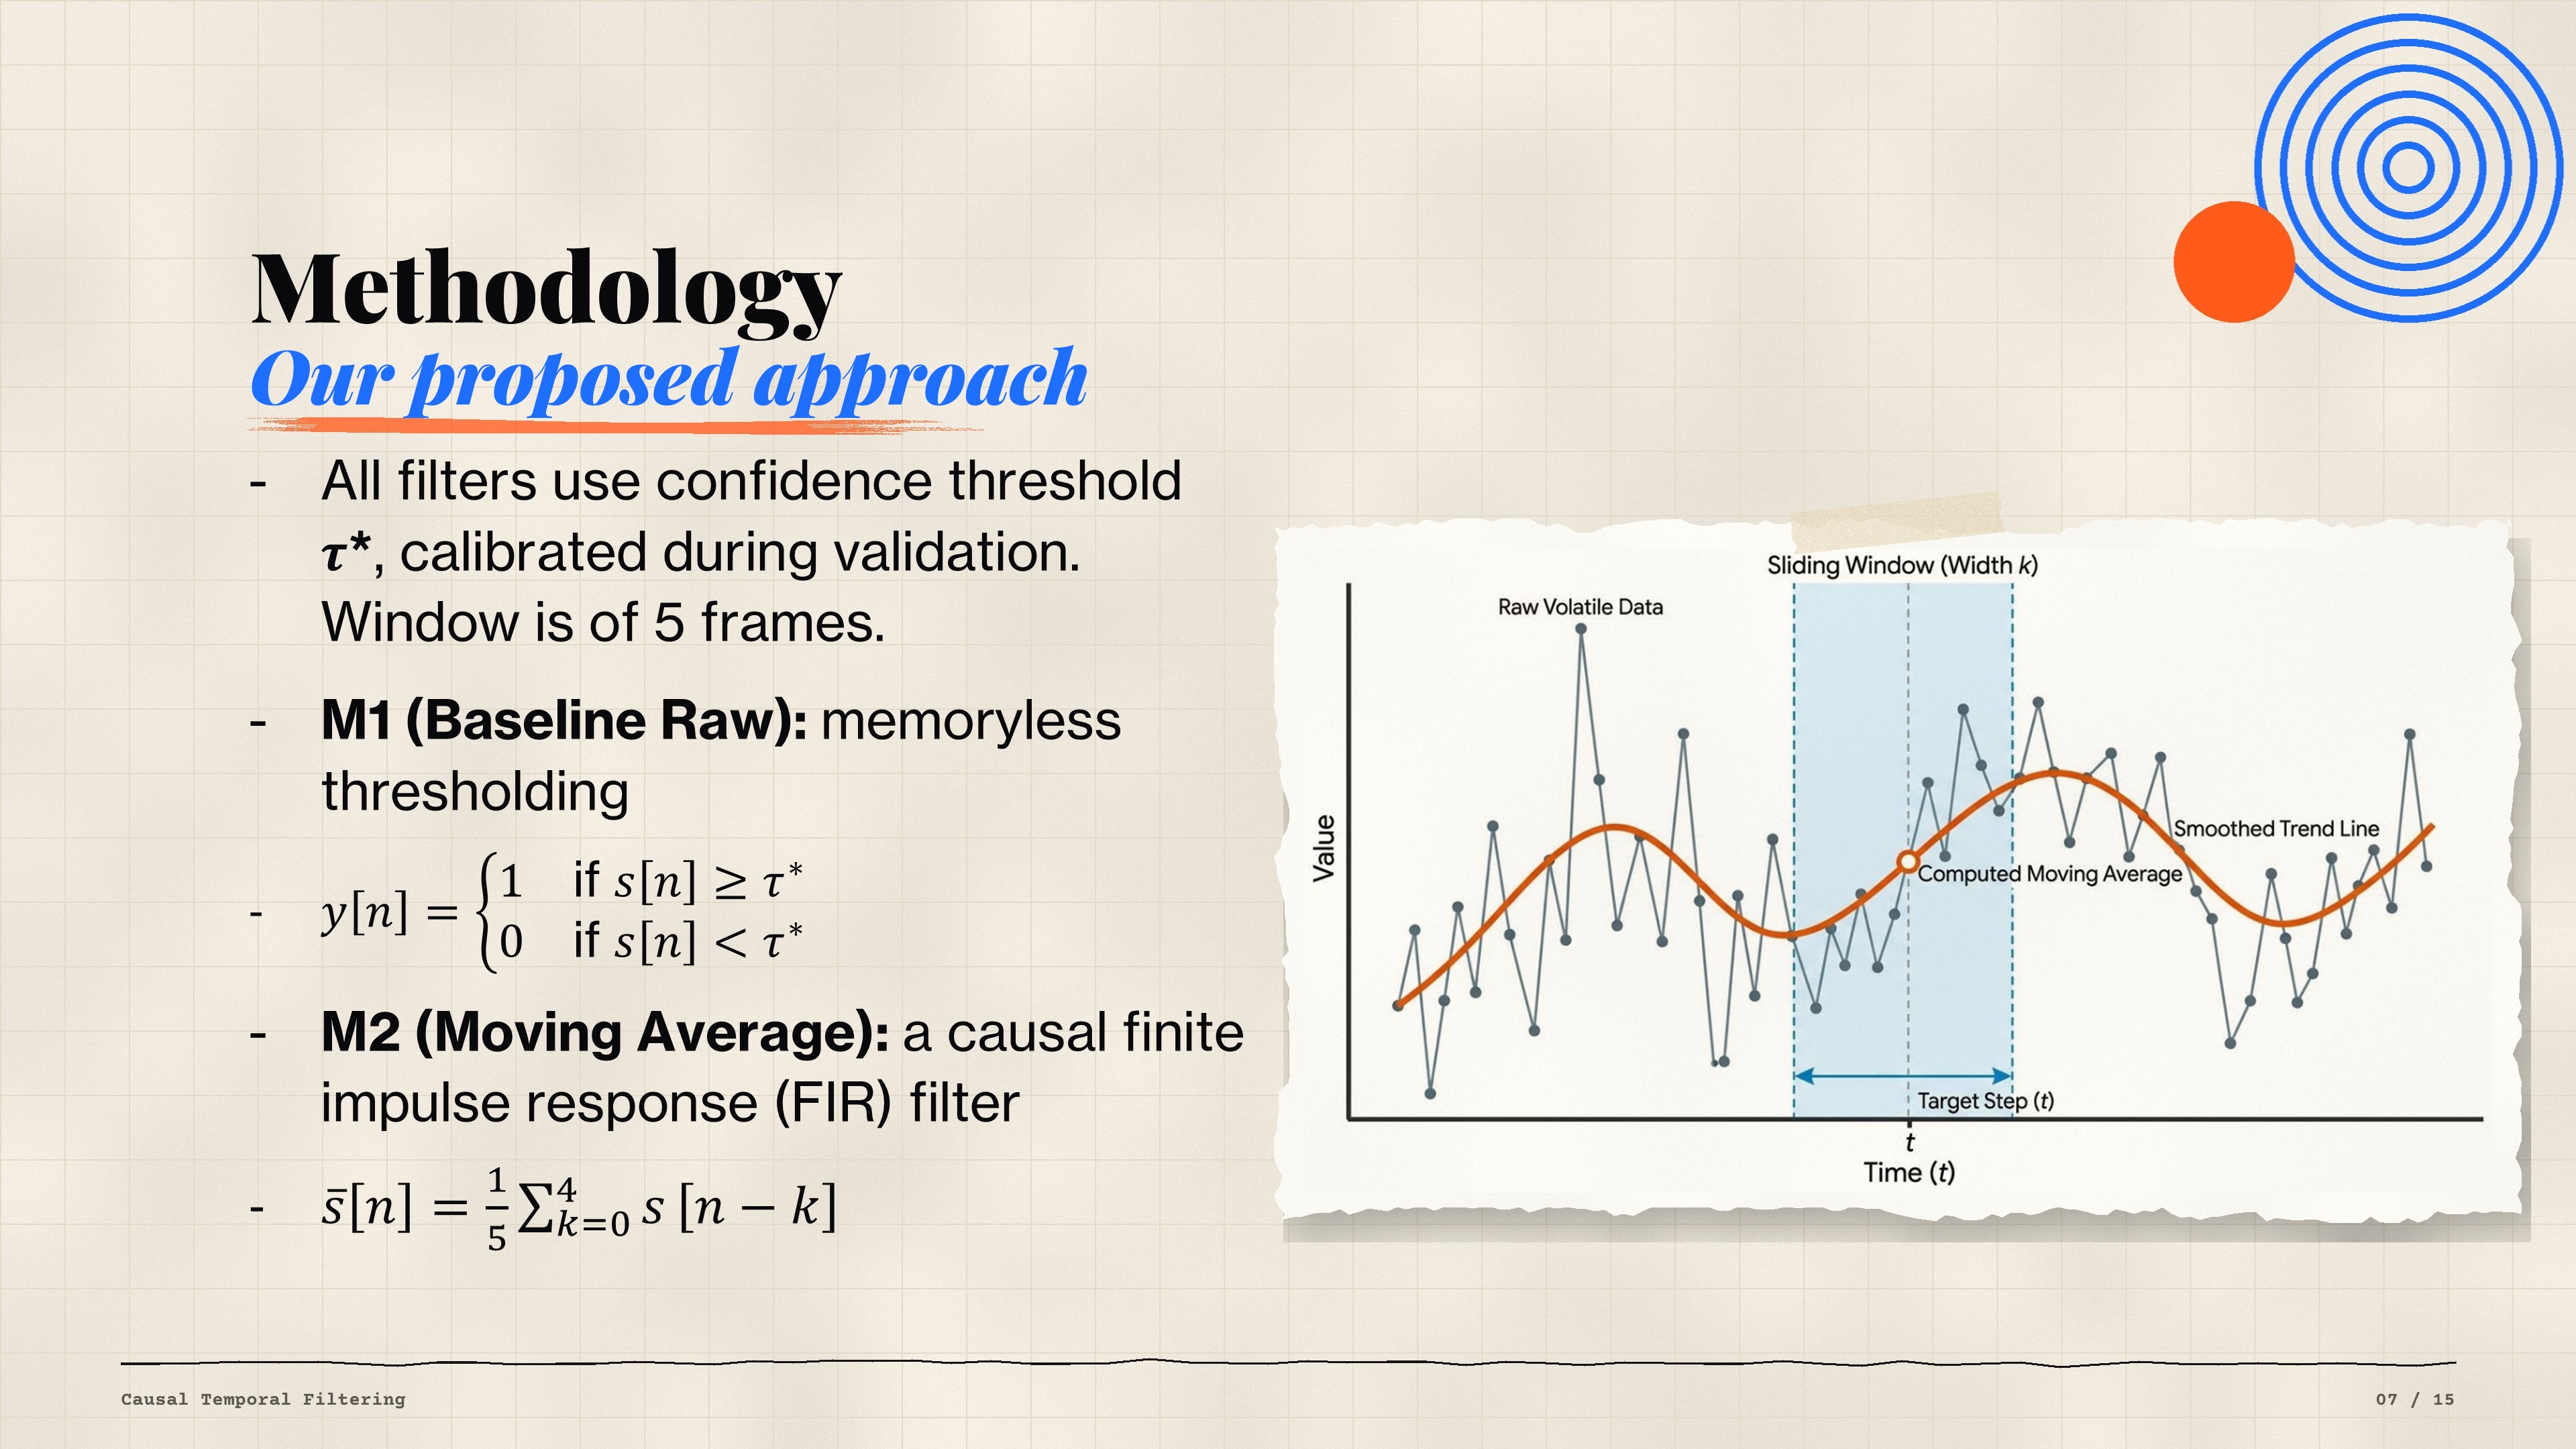 Methodology
Our proposed approach
- All filters use confidence threshold
τ*, calibrated during validation.
Window is of 5 frames.
- M1 (Baseline Raw): memoryless
thresholding
- y[n] = {1 if s[n] ≥ τ*
0 if s[n] < τ*
- M2 (Moving Average): a causal finite
impulse response (FIR) filter
- s̄[n] = 1/5 ∑_{k=0}^{4} s [n − k]
Sliding Window (Width k)
Raw Volatile Data
Value
Smoothed Trend Line
Computed Moving Average
Target Step (t)
t
Time (t)
Causal Temporal Filtering
07 / 15